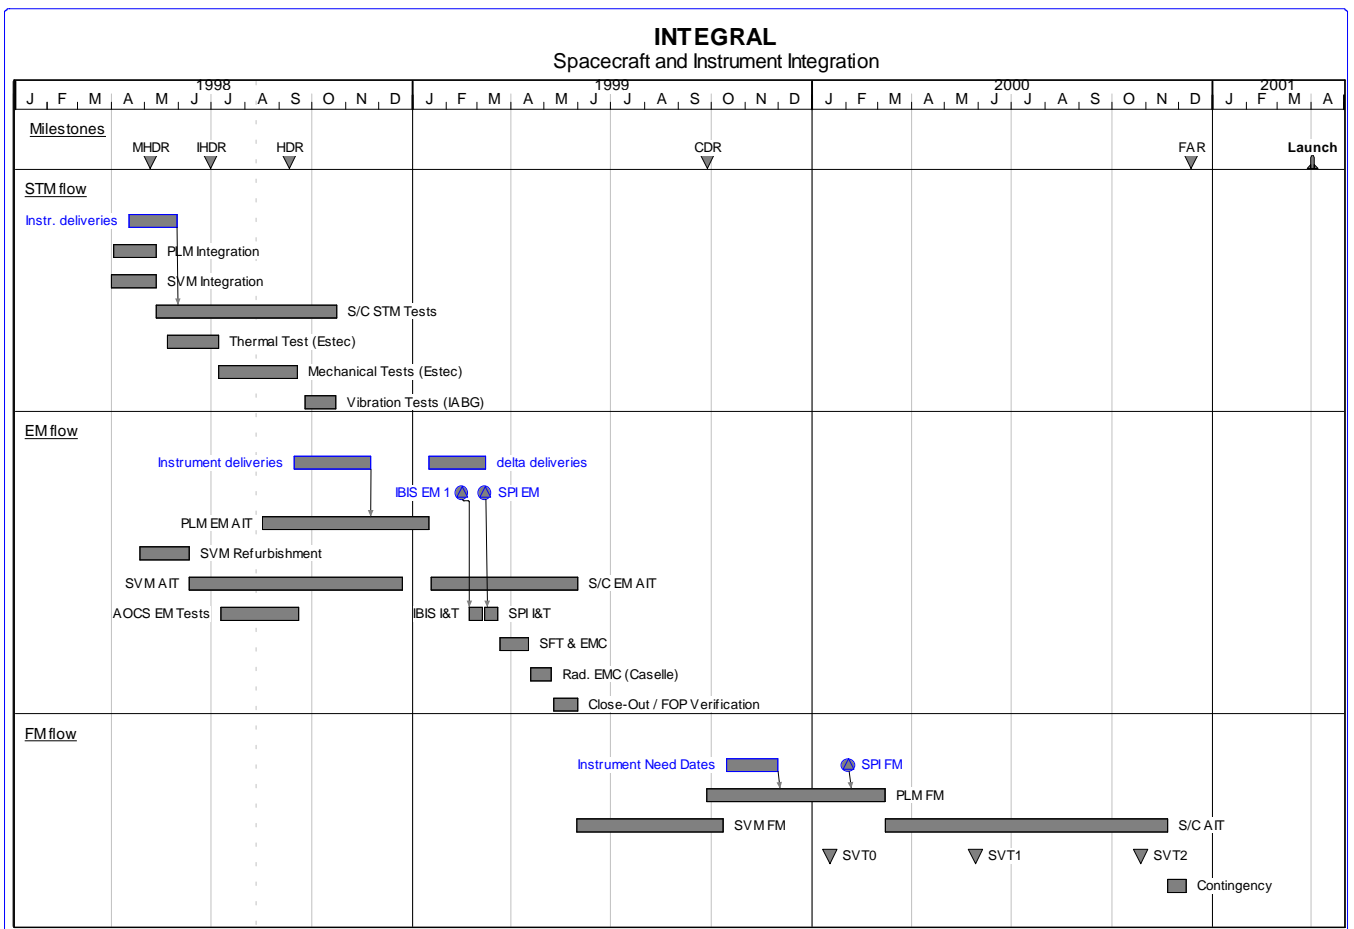 INTEGRAL
Spacecraft and Instrument Integration
1998 1999 2000 2001
J F M A M J J A S O N D J F M A M J J A S O N D J F M A M J J A S O N D J F M A
Milestones
MHDR IHDR HDR CDR FAR Launch
STM flow
Instr. deliveries
PLM Integration
SVM Integration
S/C STM Tests
Thermal Test (Estec)
Mechanical Tests (Estec)
Vibration Tests (IABG)
EM flow
Instrument deliveries delta deliveries
IBIS EM 1 SPI EM
PLM EM AIT
SVM Refurbishment
SVM AIT S/C EM AIT
AOCS EM Tests IBIS I&T SPI I&T
SFT & EMC
Rad. EMC (Caselle)
Close-Out / FOP Verification
FM flow
Instrument Need Dates SPI FM
PLM FM
SVM FM S/C AIT
SVT0 SVT1 SVT2
Contingency